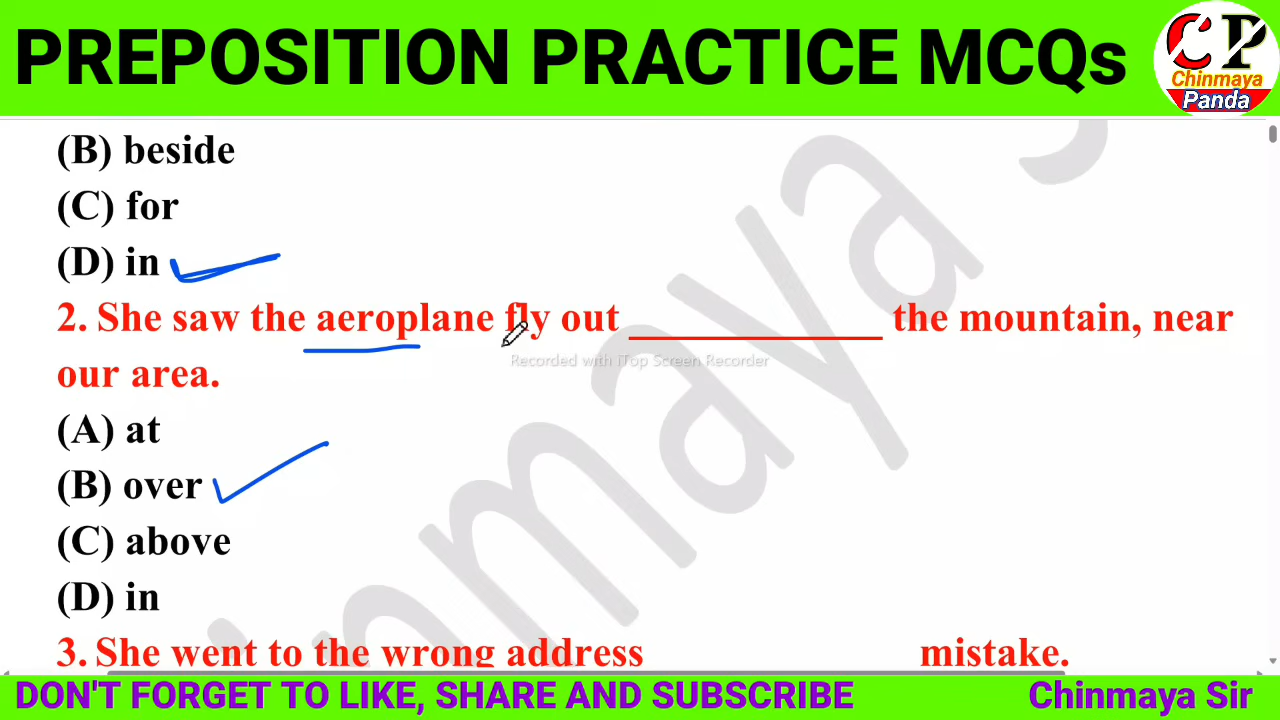 PREPOSITION PRACTICE MCQs
CP
Chinmaya
Panda
(B) beside
(C) for
(D) in
2. She saw the aeroplane fly out ____________ the mountain, near
our area.
Recorded with iTop Screen Recorder
(A) at
(B) over
(C) above
(D) in
3. She went to the wrong address mistake.
DON'T FORGET TO LIKE, SHARE AND SUBSCRIBE Chinmaya Sir